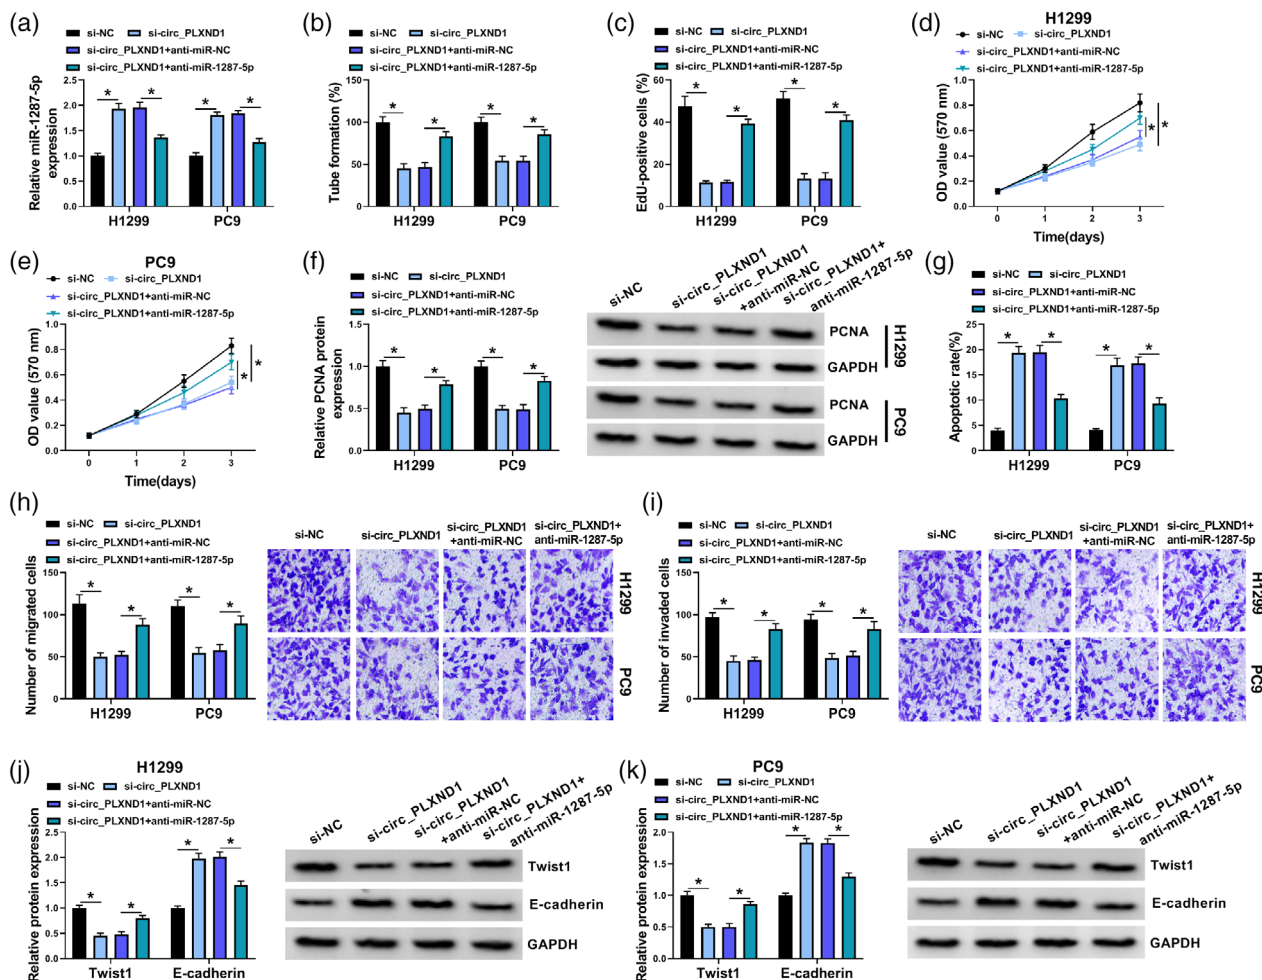 (a)
si-NC si-circ_PLXND1
si-circ_PLXND1+anti-miR-NC
si-circ_PLXND1+anti-miR-1287-5p
Relative miR-1287-5p
expression
2.5
2.0
1.5
1.0
0.5
0.0
H1299 PC9
* * * *
(b)
si-NC si-circ_PLXND1
si-circ_PLXND1+anti-miR-NC
si-circ_PLXND1+anti-miR-1287-5p
Tube formation (%)
150
100
50
0
H1299 PC9
* * * *
(c)
si-NC si-circ_PLXND1
si-circ_PLXND1+anti-miR-NC
si-circ_PLXND1+anti-miR-1287-5p
EdU-positive cells (%)
60
40
20
0
H1299 PC9
* * * *
(d)
H1299
si-NC si-circ_PLXND1
si-circ_PLXND1+anti-miR-NC
si-circ_PLXND1+anti-miR-1287-5p
OD value (570 nm)
1.0
0.8
0.6
0.4
0.2
0.0
0 1 2 3
Time(days)
* *
(e)
PC9
si-NC si-circ_PLXND1
si-circ_PLXND1+anti-miR-NC
si-circ_PLXND1+anti-miR-1287-5p
OD value (570 nm)
1.0
0.8
0.6
0.4
0.2
0.0
0 1 2 3
Time(days)
* *
(f)
si-NC si-circ_PLXND1
si-circ_PLXND1+anti-miR-NC
si-circ_PLXND1+anti-miR-1287-5p
Relative PCNA protein
expression
1.5
1.0
0.5
0.0
H1299 PC9
* * * *
si-NC
si-circ_PLXND1
si-circ_PLXND1
+anti-miR-NC
si-circ_PLXND1+
anti-miR-1287-5p
PCNA
GAPDH
H1299
PCNA
GAPDH
PC9
(g)
si-NC si-circ_PLXND1
si-circ_PLXND1+anti-miR-NC
si-circ_PLXND1+anti-miR-1287-5p
Apoptotic rate(%)
25
20
15
10
5
0
H1299 PC9
* * * *
(h)
si-NC si-circ_PLXND1
si-circ_PLXND1+anti-miR-NC
si-circ_PLXND1+anti-miR-1287-5p
Number of migrated cells
150
100
50
0
H1299 PC9
* * * *
si-NC
si-circ_PLXND1
si-circ_PLXND1
+anti-miR-NC
si-circ_PLXND1+
anti-miR-1287-5p
H1299
PC9
(i)
si-NC si-circ_PLXND1
si-circ_PLXND1+anti-miR-NC
si-circ_PLXND1+anti-miR-1287-5p
Number of invaded cells
150
100
50
0
H1299 PC9
* * * *
si-NC
si-circ_PLXND1
si-circ_PLXND1
+anti-miR-NC
si-circ_PLXND1+
anti-miR-1287-5p
H1299
PC9
(j)
H1299
si-NC si-circ_PLXND1
si-circ_PLXND1+anti-miR-NC
si-circ_PLXND1+anti-miR-1287-5p
Relative protein expression
2.5
2.0
1.5
1.0
0.5
0.0
Twist1 E-cadherin
* * * *
si-NC
si-circ_PLXND1
si-circ_PLXND1
+anti-miR-NC
si-circ_PLXND1+
anti-miR-1287-5p
Twist1
E-cadherin
GAPDH
(k)
PC9
si-NC si-circ_PLXND1
si-circ_PLXND1+anti-miR-NC
si-circ_PLXND1+anti-miR-1287-5p
Relative protein expression
2.0
1.5
1.0
0.5
0.0
Twist1 E-cadherin
* * * *
si-NC
si-circ_PLXND1
si-circ_PLXND1
+anti-miR-NC
si-circ_PLXND1+
anti-miR-1287-5p
Twist1
E-cadherin
GAPDH